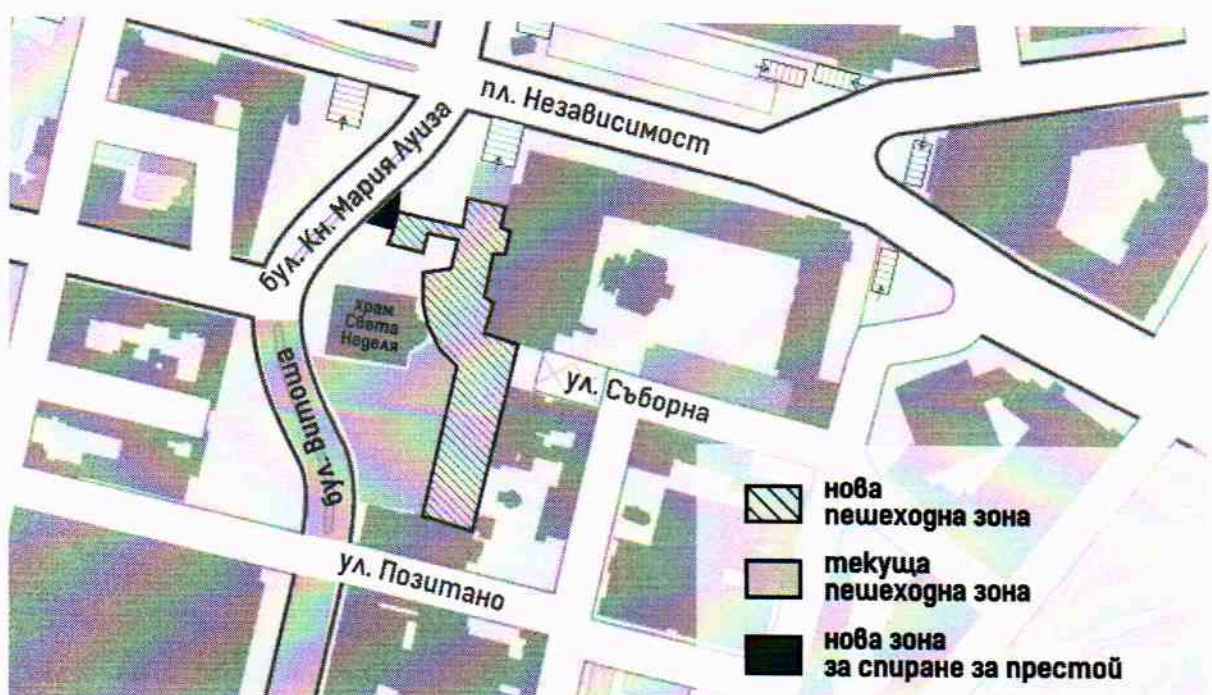 пл. Независимост
бул. Кн. Мария Луиза
храм
Света
Неделя
бул. Витоша
ул. Съборна
ул. Позитано
нова
пешеходна зона
текуща
пешеходна зона
нова зона
за спиране за престой